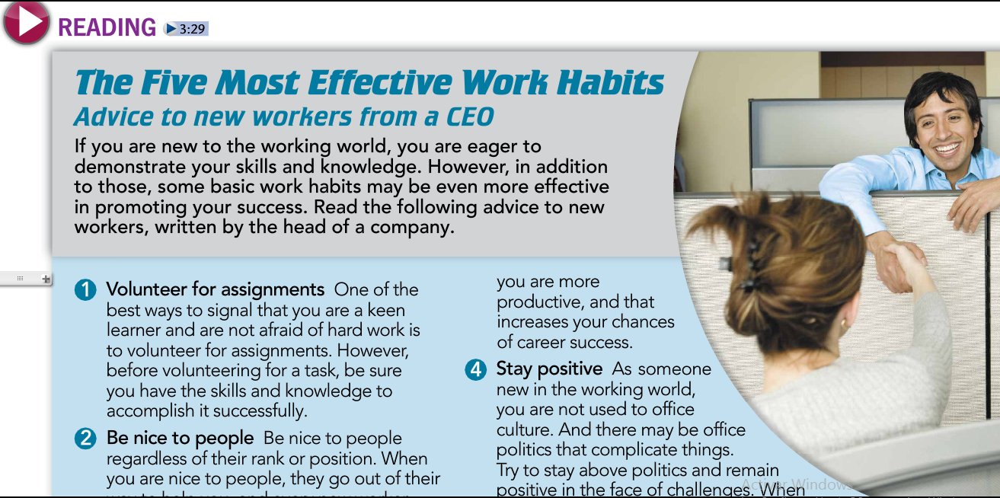 READING
3:29
The Five Most Effective Work Habits
Advice to new workers from a CEO
If you are new to the working world, you are eager to
demonstrate your skills and knowledge. However, in addition
to those, some basic work habits may be even more effective
in promoting your success. Read the following advice to new
workers, written by the head of a company.
1 Volunteer for assignments One of the
best ways to signal that you are a keen
learner and are not afraid of hard work is
to volunteer for assignments. However,
before volunteering for a task, be sure
you have the skills and knowledge to
accomplish it successfully.
2 Be nice to people Be nice to people
regardless of their rank or position. When
you are nice to people, they go out of their
you are more
productive, and that
increases your chances
of career success.
4 Stay positive As someone
new in the working world,
you are not used to office
culture. And there may be office
politics that complicate things.
Try to stay above politics and remain
positive in the face of challenges. When
Activar Windows